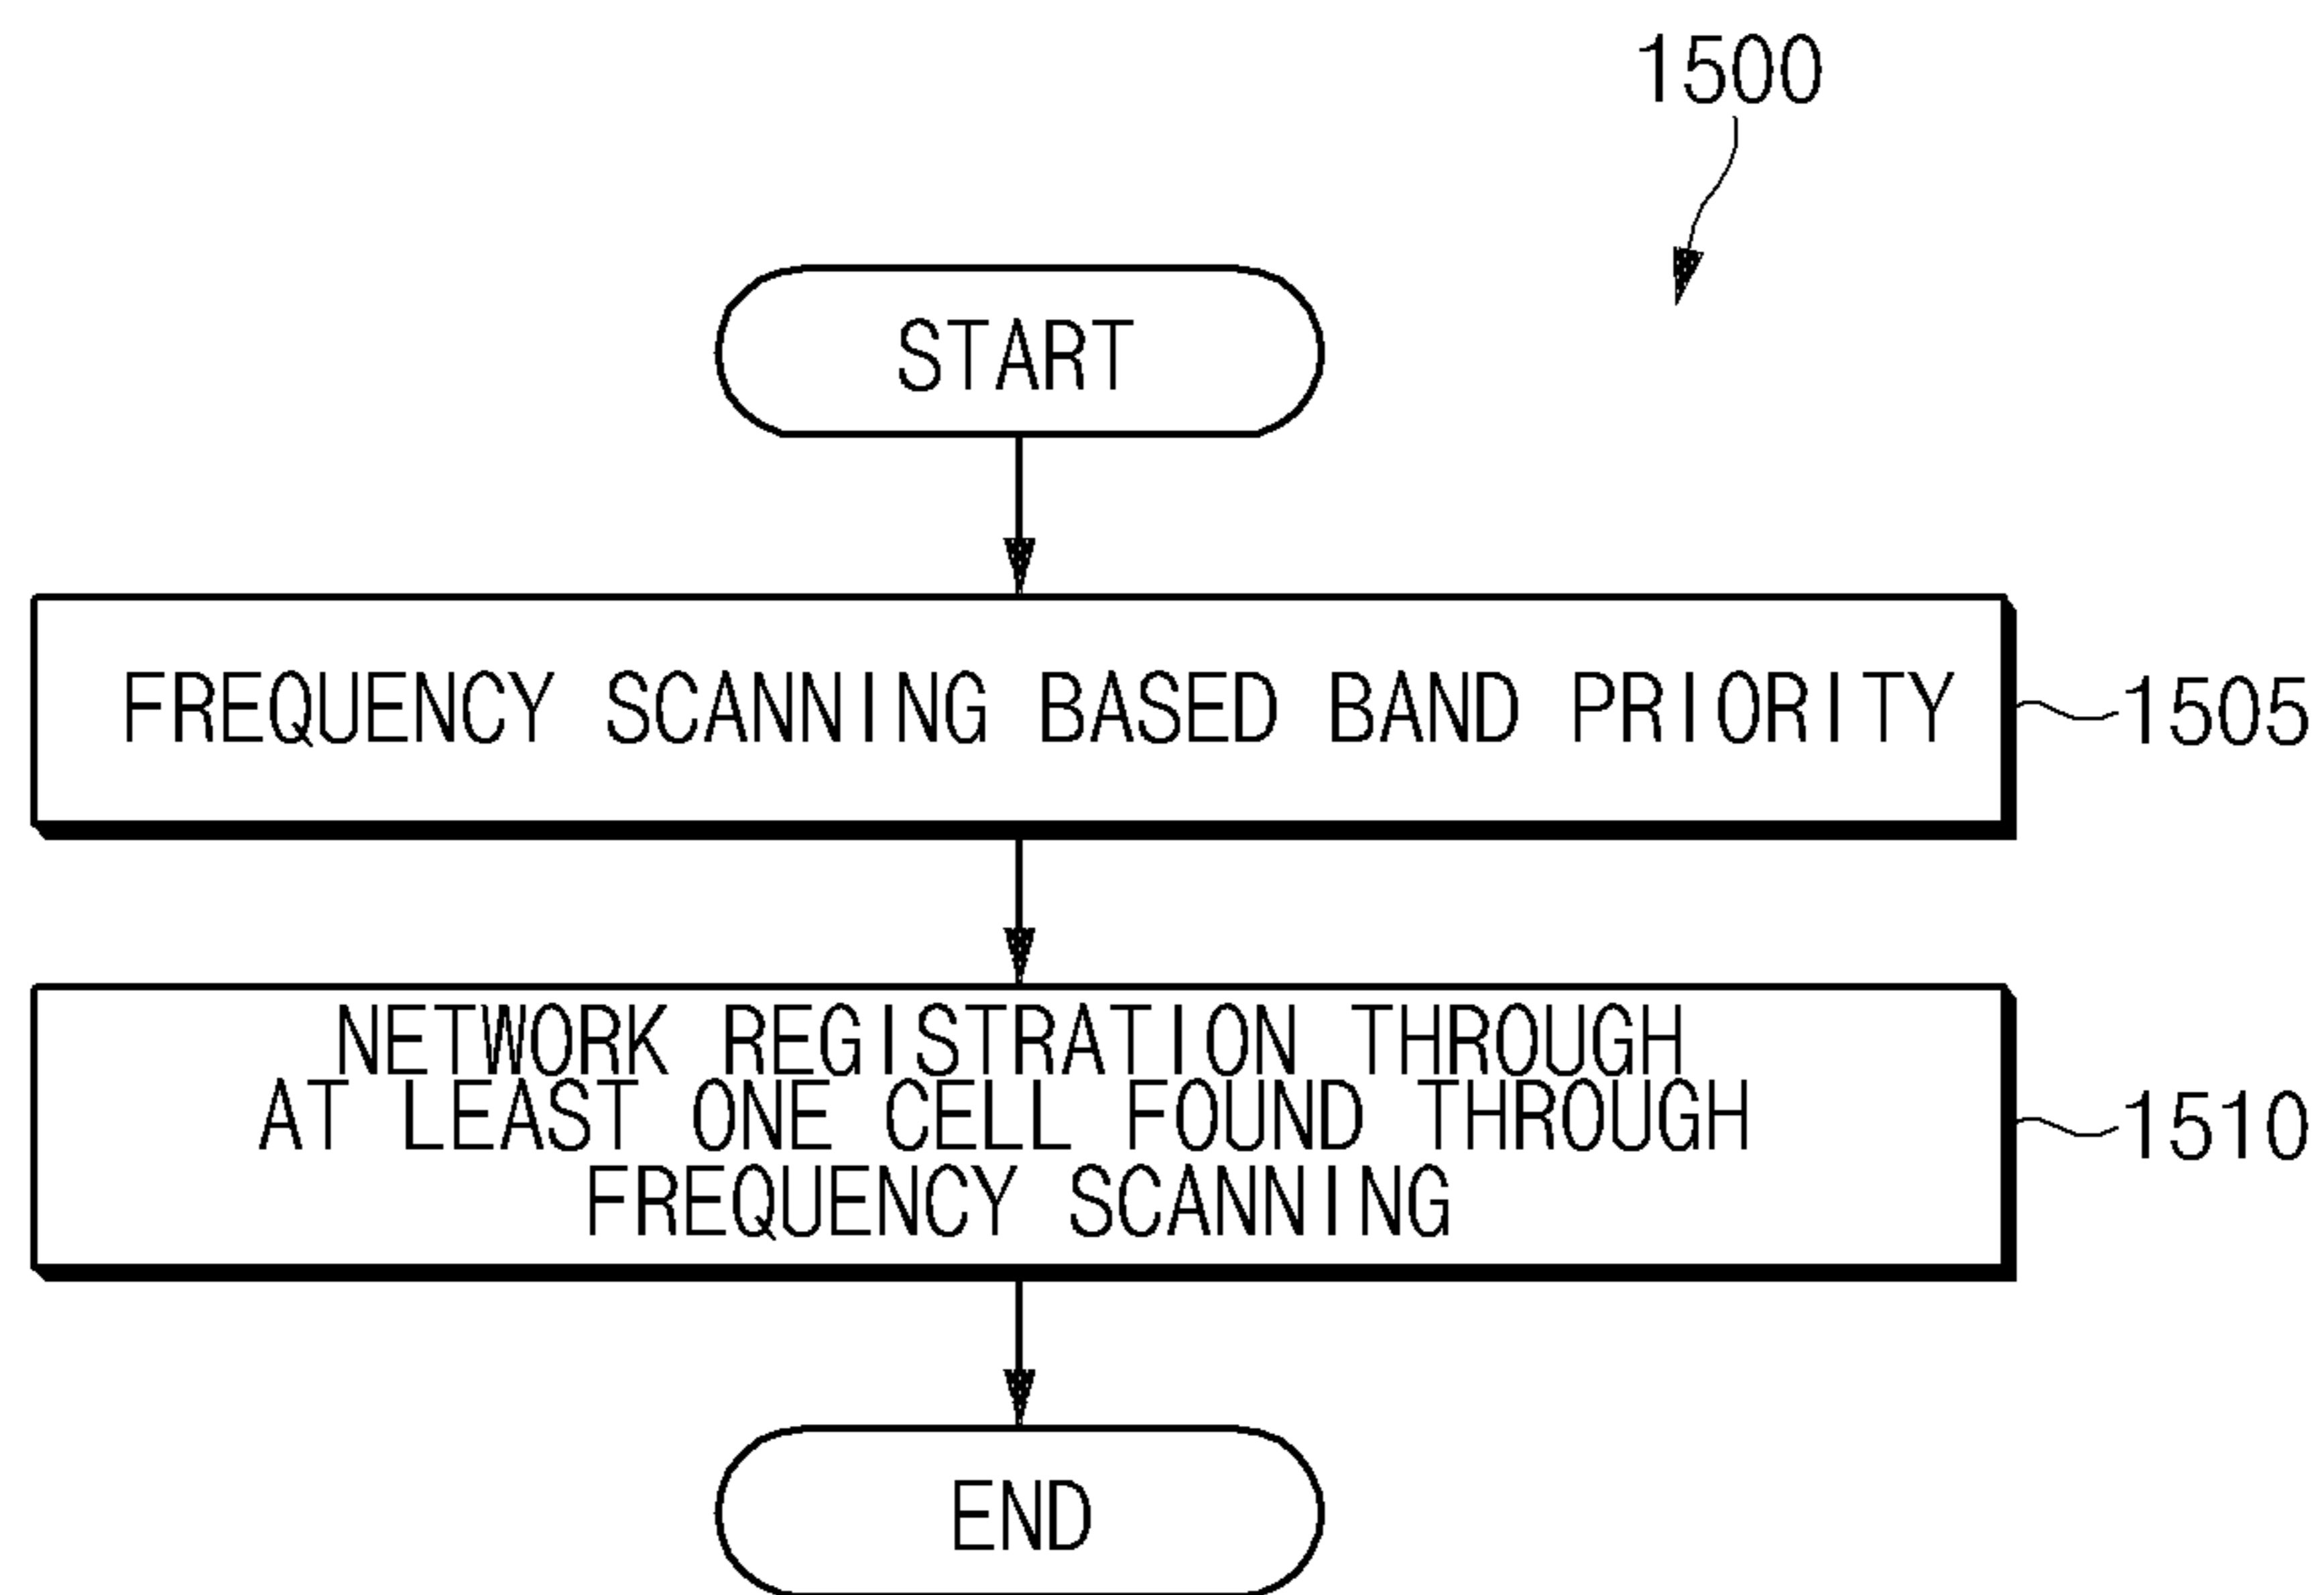 1500
START
FREQUENCY SCANNING BASED BAND PRIORITY
1505
NETWORK REGISTRATION THROUGH
AT LEAST ONE CELL FOUND THROUGH
FREQUENCY SCANNING
1510
END